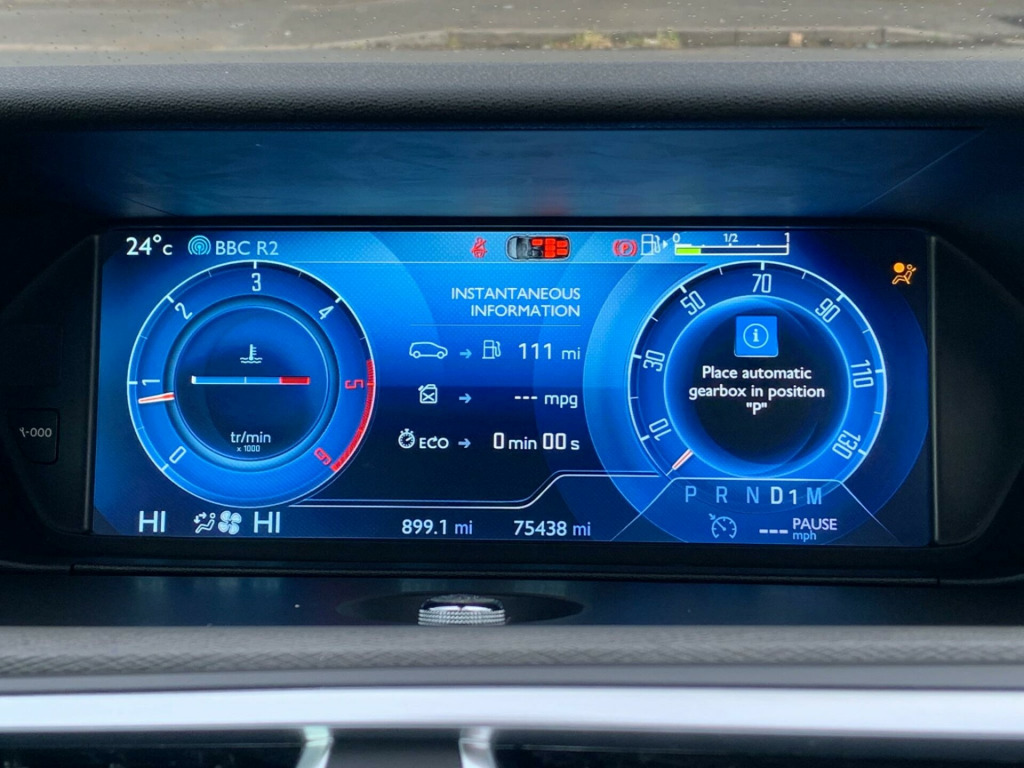 24°c BBC R2
0 1/2 1
INSTANTANEOUS
INFORMATION
111 mi
--- mpg
ECO 0 min 00 s
0 1 2 3 4 5 6
tr/min
x 1000
10 30 50 70 90 110 130
i
Place automatic
gearbox in position
"P"
P R N D 1 M
HI HI
899.1 mi 75438 mi
--- PAUSE
mph
-000